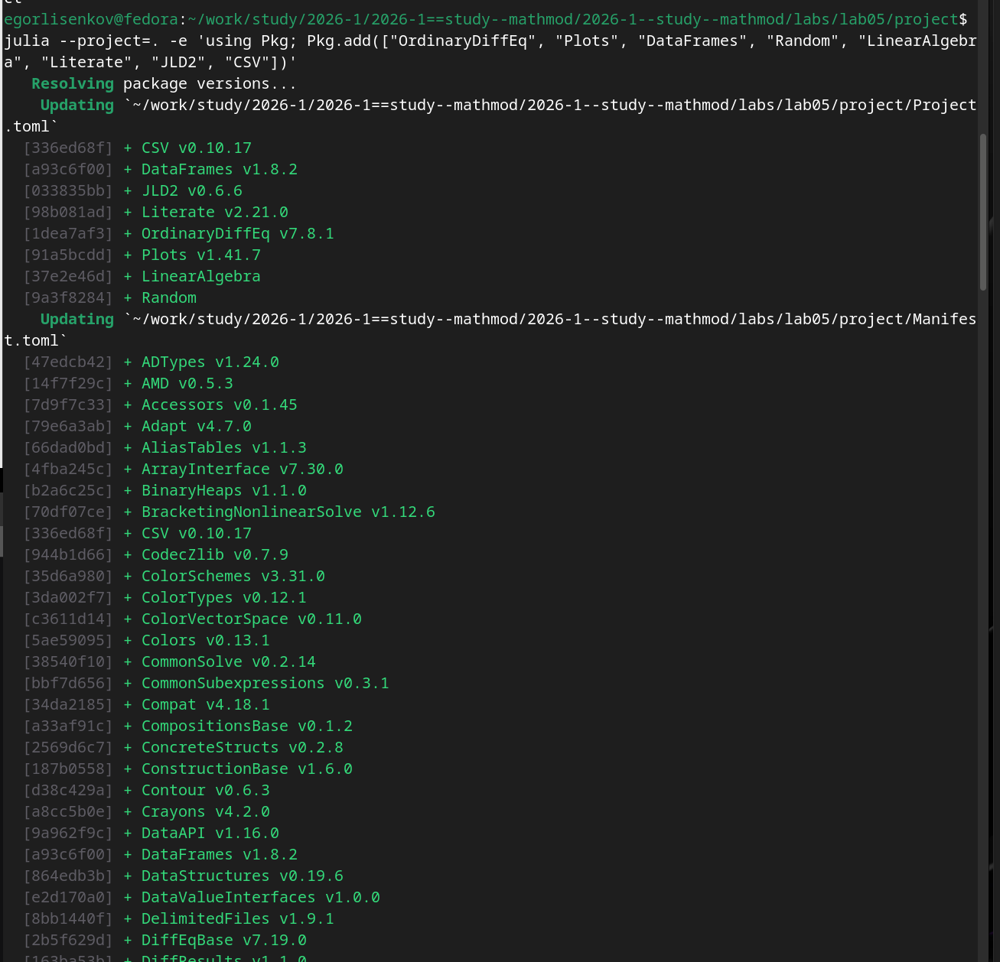 egorlisenkov@fedora:~/work/study/2026-1/2026-1==study--mathmod/2026-1--study--mathmod/labs/lab05/project$
julia --project=. -e 'using Pkg; Pkg.add(["OrdinaryDiffEq", "Plots", "DataFrames", "Random", "LinearAlgebr
a", "Literate", "JLD2", "CSV"])'
Resolving package versions...
Updating `~/work/study/2026-1/2026-1==study--mathmod/2026-1--study--mathmod/labs/lab05/project/Project
.toml`
[336ed68f] + CSV v0.10.17
[a93c6f00] + DataFrames v1.8.2
[033835bb] + JLD2 v0.6.6
[98b081ad] + Literate v2.21.0
[1dea7af3] + OrdinaryDiffEq v7.8.1
[91a5bcdd] + Plots v1.41.7
[37e2e46d] + LinearAlgebra
[9a3f8284] + Random
Updating `~/work/study/2026-1/2026-1==study--mathmod/2026-1--study--mathmod/labs/lab05/project/Manifes
t.toml`
[47edcb42] + ADTypes v1.24.0
[14f7f29c] + AMD v0.5.3
[7d9f7c33] + Accessors v0.1.45
[79e6a3ab] + Adapt v4.7.0
[66dad0bd] + AliasTables v1.1.3
[4fba245c] + ArrayInterface v7.30.0
[b2a6c25c] + BinaryHeaps v1.1.0
[70df07ce] + BracketingNonlinearSolve v1.12.6
[336ed68f] + CSV v0.10.17
[944b1d66] + CodecZlib v0.7.9
[35d6a980] + ColorSchemes v3.31.0
[3da002f7] + ColorTypes v0.12.1
[c3611d14] + ColorVectorSpace v0.11.0
[5ae59095] + Colors v0.13.1
[38540f10] + CommonSolve v0.2.14
[bbf7d656] + CommonSubexpressions v0.3.1
[34da2185] + Compat v4.18.1
[a33af91c] + CompositionsBase v0.1.2
[2569d6c7] + ConcreteStructs v0.2.8
[187b0558] + ConstructionBase v1.6.0
[d38c429a] + Contour v0.6.3
[a8cc5b0e] + Crayons v4.2.0
[9a962f9c] + DataAPI v1.16.0
[a93c6f00] + DataFrames v1.8.2
[864edb3b] + DataStructures v0.19.6
[e2d170a0] + DataValueInterfaces v1.0.0
[8bb1440f] + DelimitedFiles v1.9.1
[2b5f629d] + DiffEqBase v7.19.0
[163ba53b] + DiffResults v1.1.0